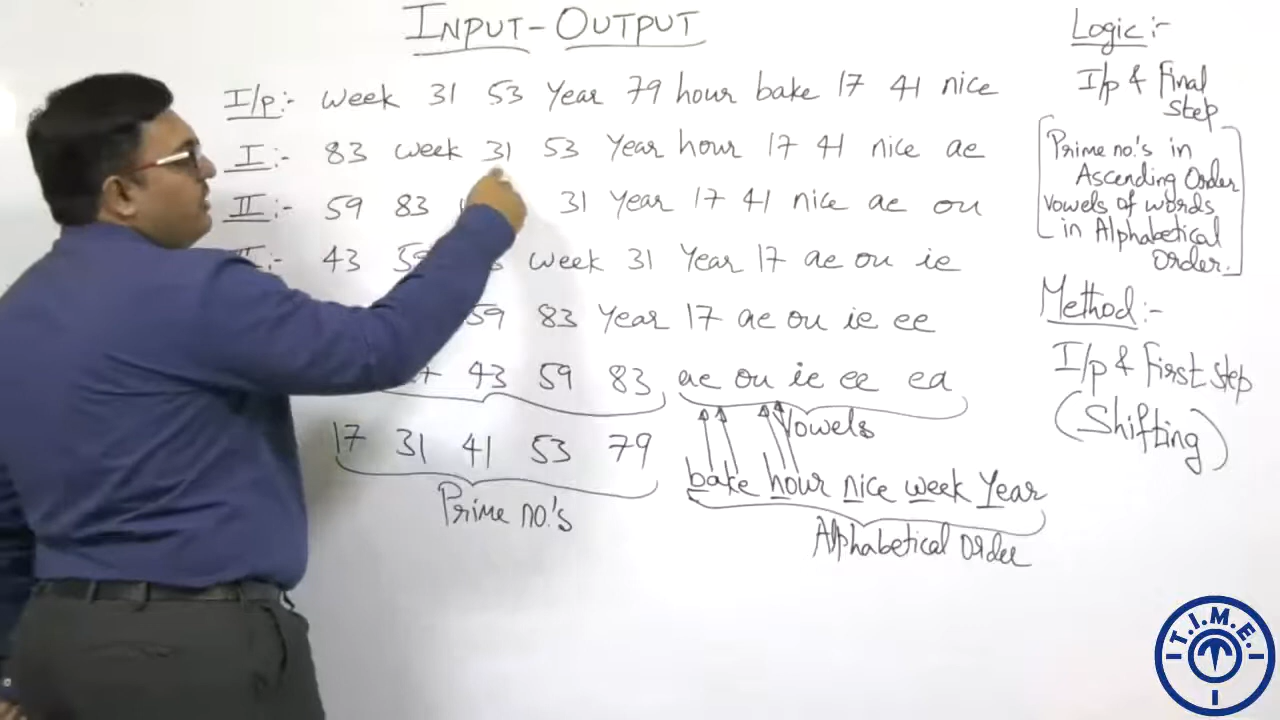 INPUT-OUTPUT
I/p:- week 31 53 Year 79 hour bake 17 41 nice
I:- 83 week 31 53 Year hour 17 41 nice ae
II:- 59 83 31 Year 17 41 nice ae ou
43 week 31 Year 17 ae ou ie
59 83 Year 17 ae ou ie ee
43 59 83 ae ou ie ee ea
Vowels
17 31 41 53 79 bake hour nice week Year
Prime no.'s
Alphabetical Order
Logic:-
I/p & Final
Step
Prime no.'s in
Ascending Order
Vowels of words
in Alphabetical
Order.
Method:-
I/p & First step
(Shifting)
T.I.M.E.